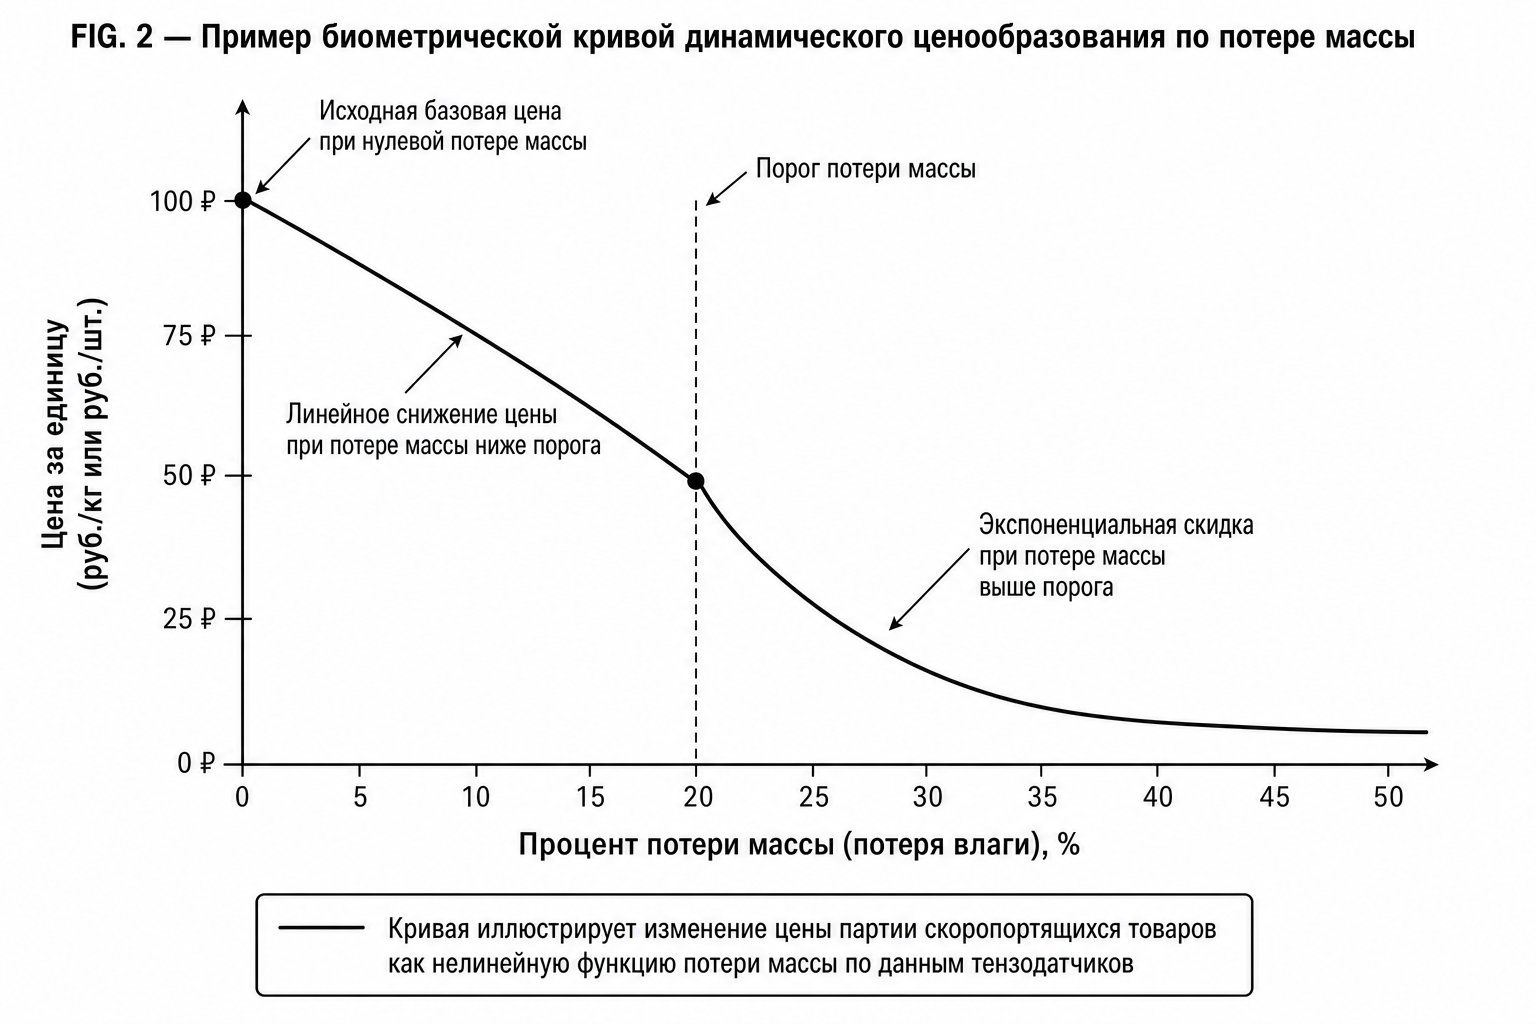 FIG. 2 — Пример биометрической кривой динамического ценообразования по потере массы
Исходная базовая цена
при нулевой потере массы
Порог потери массы
100 ₽
75 ₽
50 ₽
25 ₽
0 ₽
Цена за единицу
(руб./кг или руб./шт.)
Линейное снижение цены
при потере массы ниже порога
Экспоненциальная скидка
при потере массы
выше порога
0 5 10 15 20 25 30 35 40 45 50
Процент потери массы (потеря влаги), %
Кривая иллюстрирует изменение цены партии скоропортящихся товаров
как нелинейную функцию потери массы по данным тензодатчиков